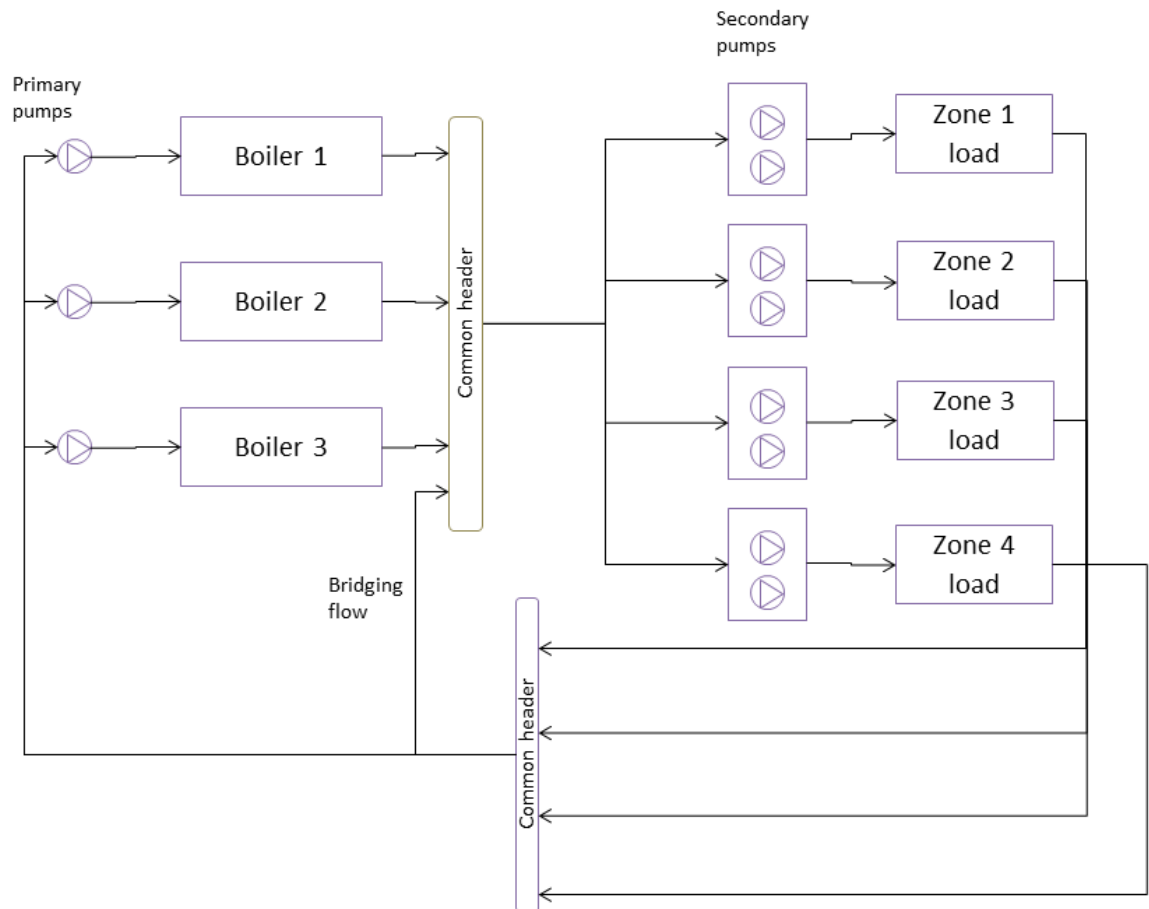 Secondary
pumps
Primary
pumps
Boiler 1
Boiler 2
Boiler 3
Common header
Bridging
flow
Zone 1
load
Zone 2
load
Zone 3
load
Zone 4
load
Common header